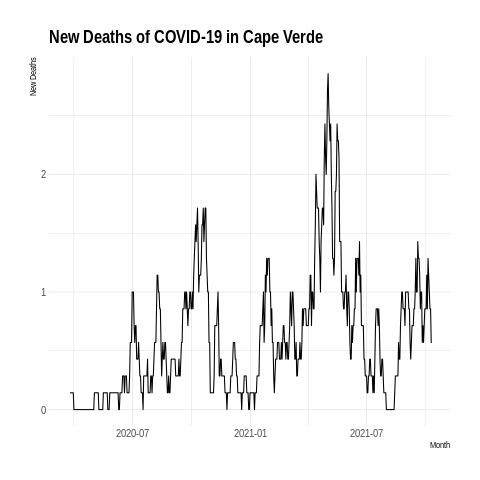 New Deaths of COVID-19 in Cape Verde
New Deaths
2
1
0
2020-07
2021-01
2021-07
Month